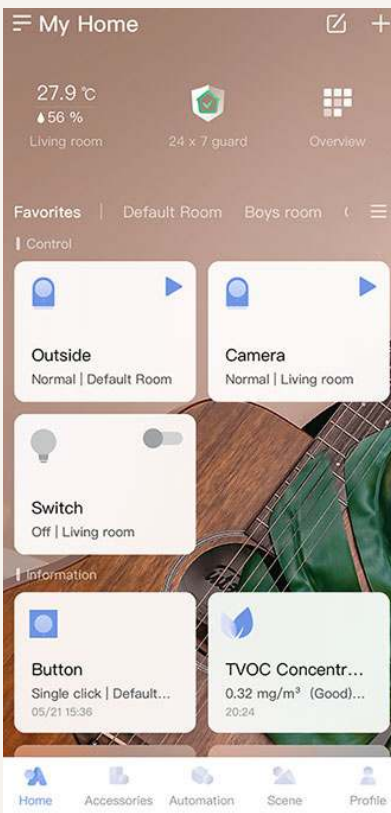 My Home
27.9 ℃
56 %
Living room
24 x 7 guard
Overview
Favorites | Default Room Boys room
Control
Outside
Normal | Default Room
Camera
Normal | Living room
Switch
Off | Living room
Information
Button
Single click | Default...
05/21 15:36
TVOC Concentr...
0.32 mg/m³ (Good)...
20:24
Home Accessories Automation Scene Profile